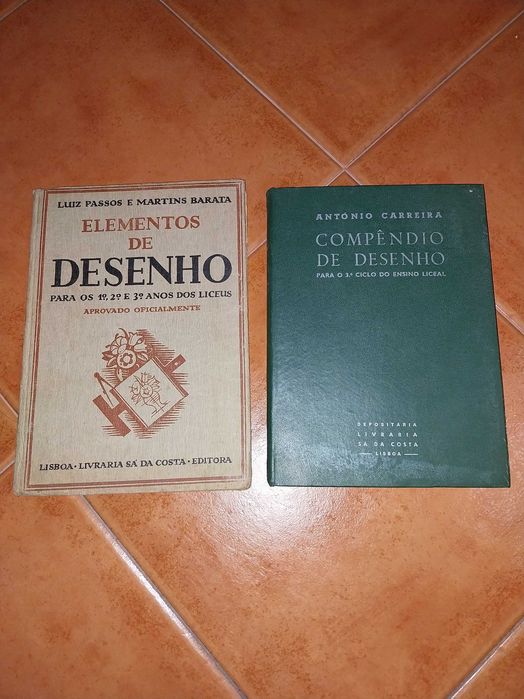 LUIZ PASSOS E MARTINS BARATA
ELEMENTOS
DE
DESENHO
PARA OS 1º, 2º E 3º ANOS DOS LICEUS
APROVADO OFICIALMENTE
LISBOA · LIVRARIA SÁ DA COSTA · EDITORA
ANTÓNIO CARREIRA
COMPÊNDIO
DE DESENHO
PARA O 3.º CICLO DO ENSINO LICEAL
DEPOSITÁRIA
LIVRARIA
SÁ DA COSTA
— LISBOA —